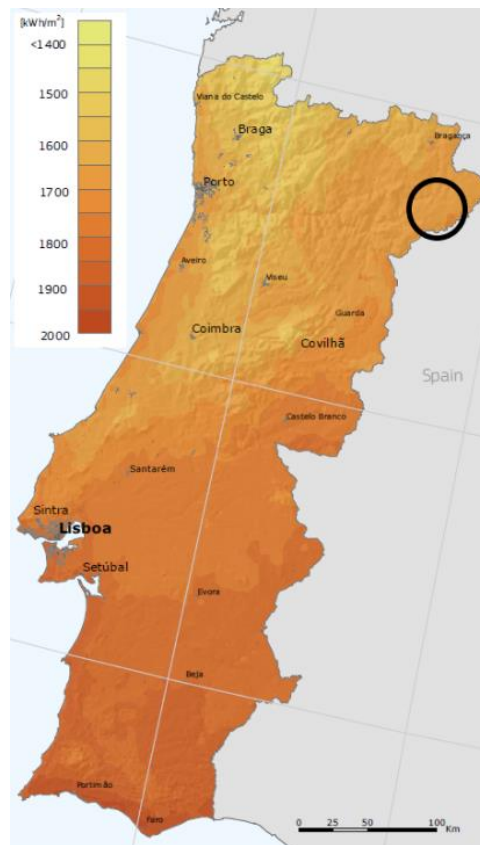 [kWh/m²]
<1400
1500
1600
1700
1800
1900
2000
Viana do Castelo
Braga
Bragança
Porto
Aveiro
Viseu
Guarda
Coimbra
Covilhã
Spain
Castelo Branco
Santarém
Sintra
Lisboa
Setúbal
Évora
Beja
Portimão
Faro
0 25 50 100
Km